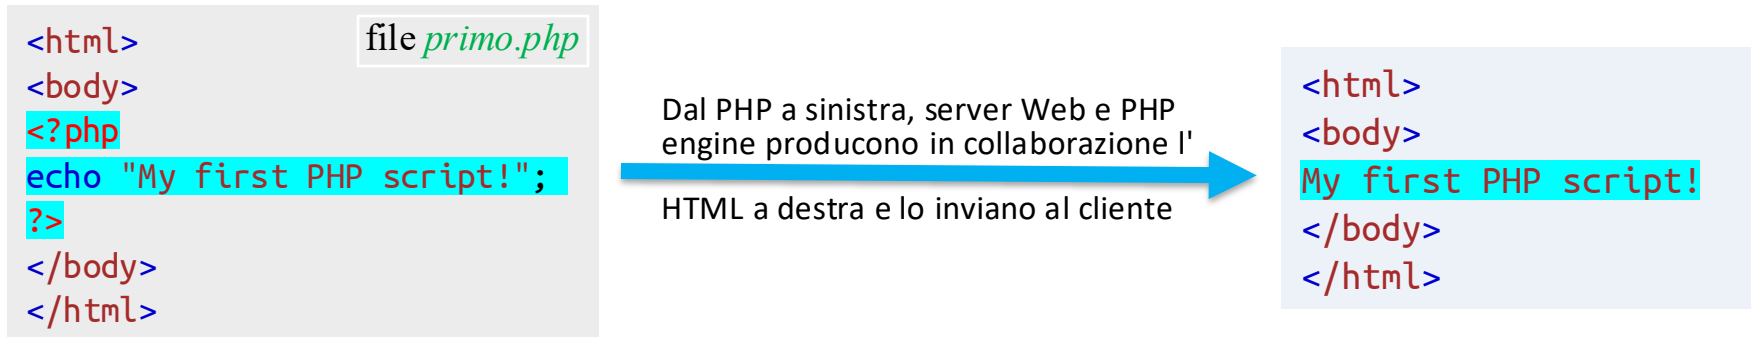 <html>
file primo.php
<body>
<?php
echo "My first PHP script!";
?>
</body>
</html>
Dal PHP a sinistra, server Web e PHP
engine producono in collaborazione l'
HTML a destra e lo inviano al cliente
<html>
<body>
My first PHP script!
</body>
</html>